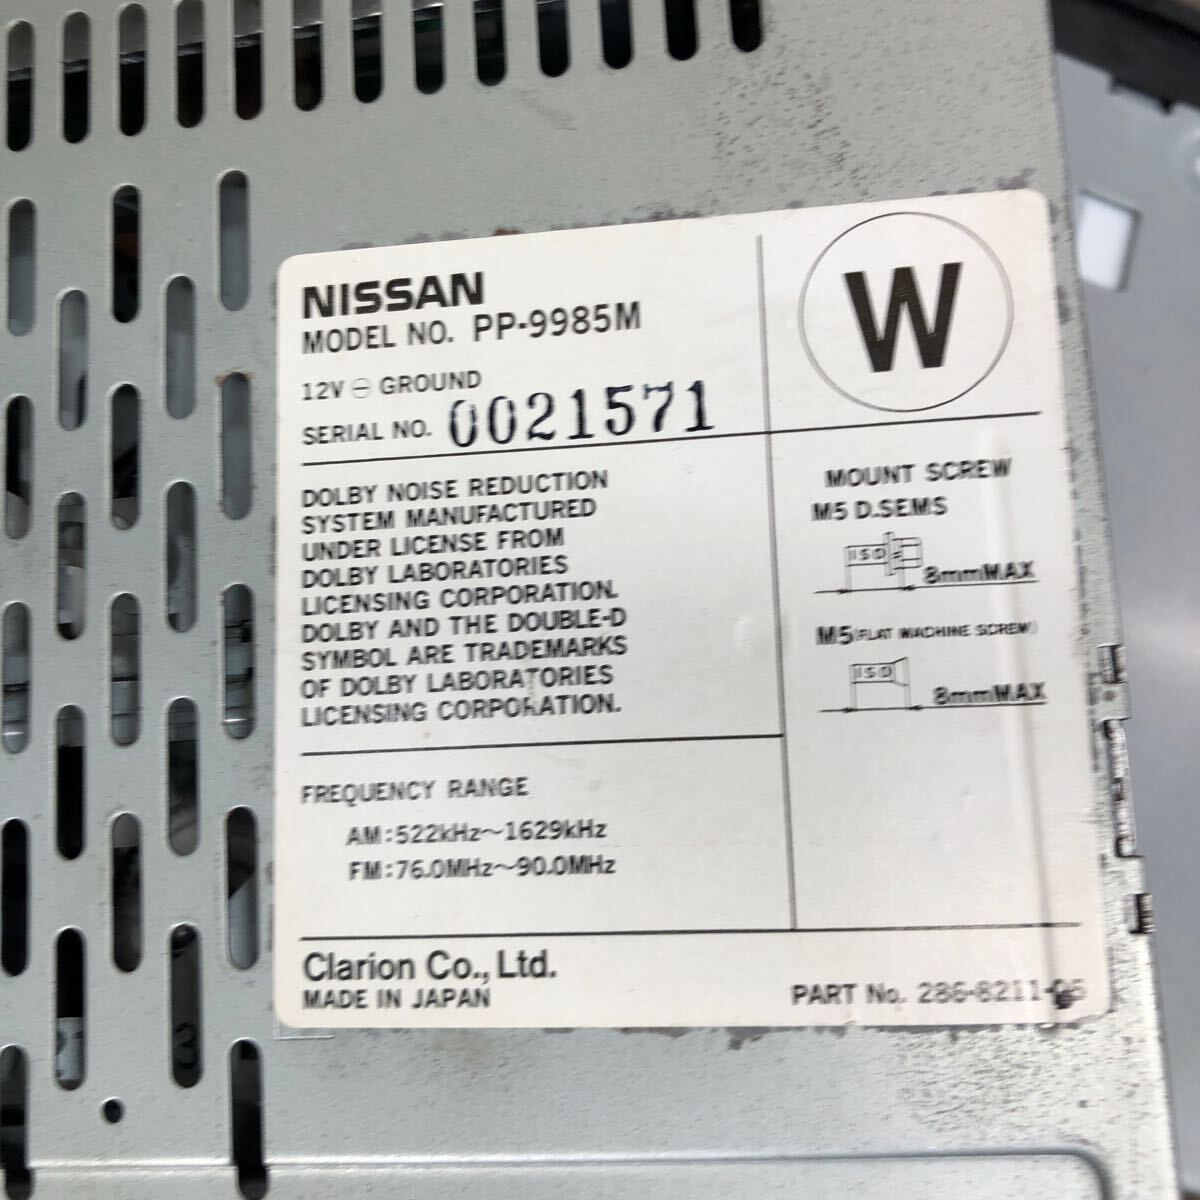 NISSAN
MODEL NO. PP-9985M
12V ⊖ GROUND
SERIAL NO. 0021571
W
DOLBY NOISE REDUCTION
SYSTEM MANUFACTURED
UNDER LICENSE FROM
DOLBY LABORATORIES
LICENSING CORPORATION.
DOLBY AND THE DOUBLE-D
SYMBOL ARE TRADEMARKS
OF DOLBY LABORATORIES
LICENSING CORPORATION.
MOUNT SCREW
M5 D.SEMS
ISO
8mmMAX
M5(FLAT MACHINE SCREW)
ISO
8mmMAX
FREQUENCY RANGE
AM:522kHz~1629kHz
FM:76.0MHz~90.0MHz
Clarion Co., Ltd.
MADE IN JAPAN
PART No.